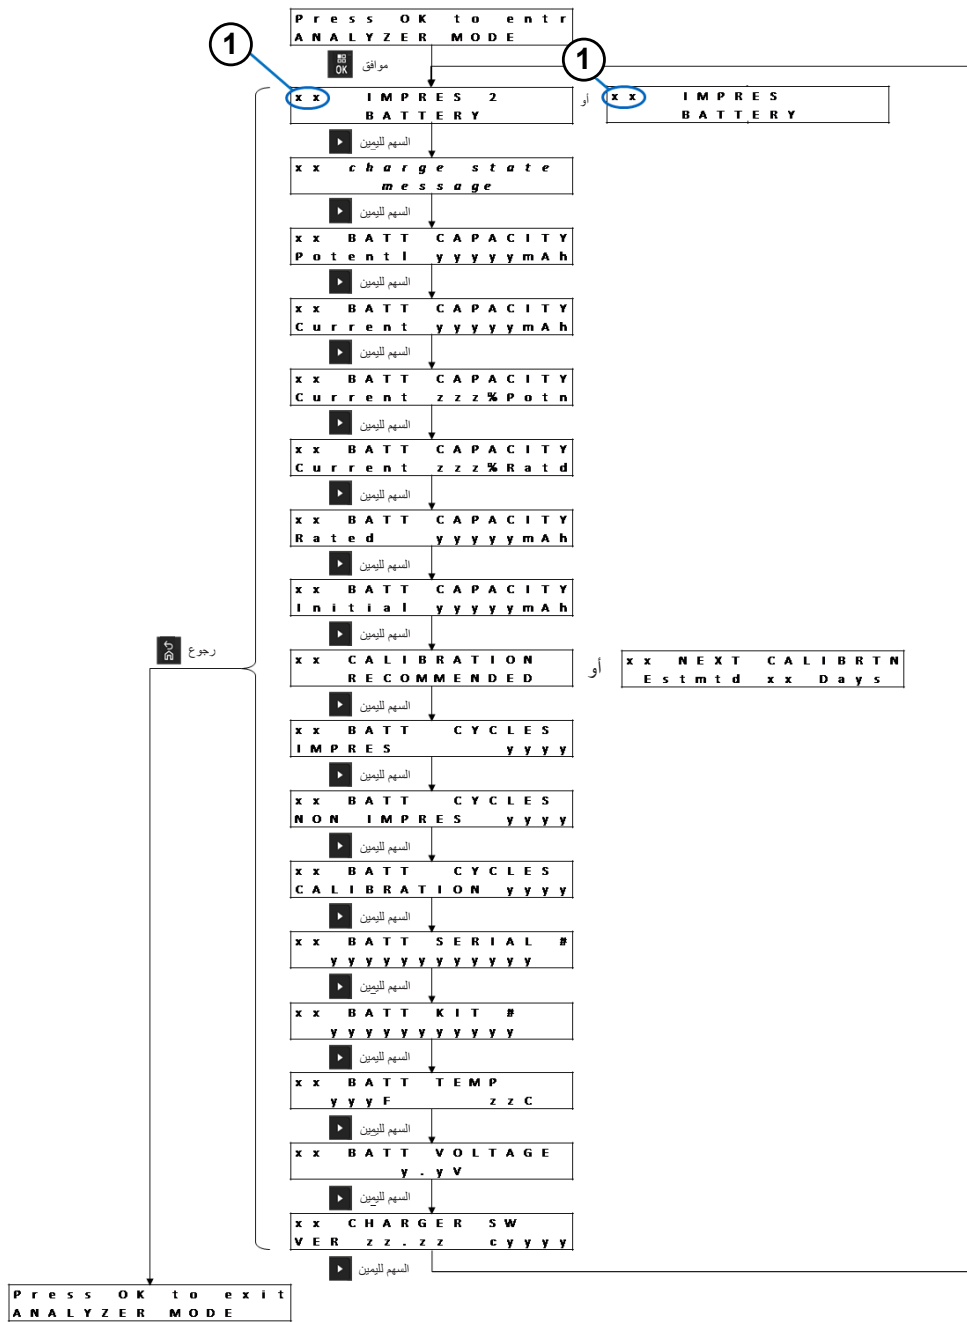 Press OK to entr
ANALYZER MODE
1
1
OK
موافق
xx IMPRES 2
BATTERY
أو
xx IMPRES
BATTERY
السهم لليمين
xx charge state
message
السهم لليمين
xx BATT CAPACITY
Potentl yyyyymAh
السهم لليمين
xx BATT CAPACITY
Current yyyyymAh
السهم لليمين
xx BATT CAPACITY
Current zzz%Potn
السهم لليمين
xx BATT CAPACITY
Current zzz%Ratd
السهم لليمين
xx BATT CAPACITY
Rated yyyyymAh
السهم لليمين
xx BATT CAPACITY
Initial yyyyymAh
السهم لليمين
رجوع
xx CALIBRATION
RECOMMENDED
أو
xx NEXT CALIBRTN
Estmtd xx Days
السهم لليمين
xx BATT CYCLES
IMPRES yyyy
السهم لليمين
xx BATT CYCLES
NON IMPRES yyyy
السهم لليمين
xx BATT CYCLES
CALIBRATION yyyy
السهم لليمين
xx BATT SERIAL #
yyyyyyyyyyyy
السهم لليمين
xx BATT KIT #
yyyyyyyyyy
السهم لليمين
xx BATT TEMP
yyyF zzC
السهم لليمين
xx BATT VOLTAGE
y.yV
السهم لليمين
xx CHARGER SW
VER zz.zz cyyyy
السهم لليمين
Press OK to exit
ANALYZER MODE